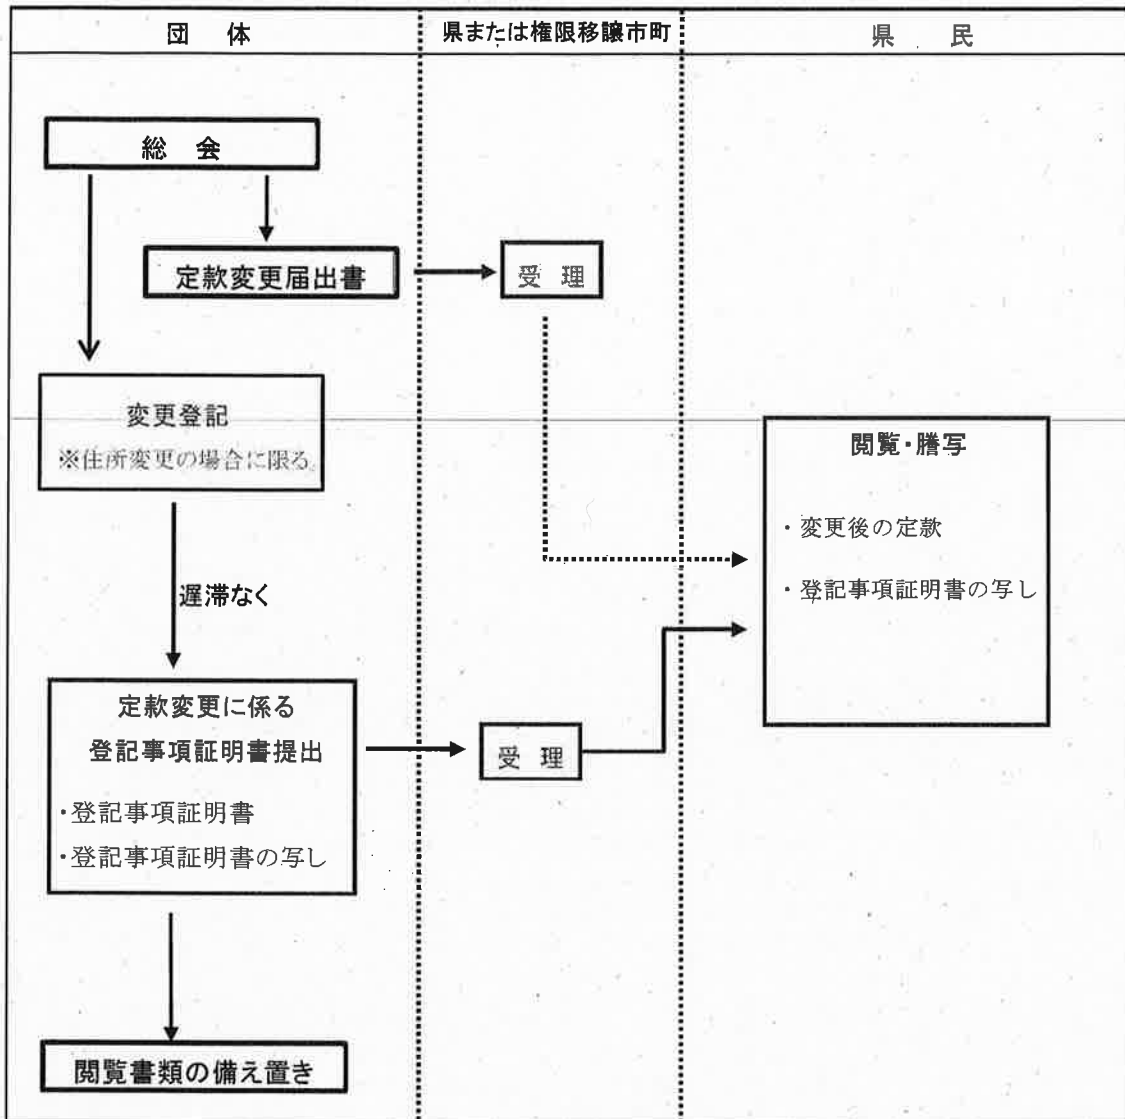 団 体
県または権限移譲市町
県 民
総 会
定款変更届出書
受 理
変更登記
※住所変更の場合に限る。
遅滞なく
定款変更に係る
登記事項証明書提出
・登記事項証明書
・登記事項証明書の写し
受 理
閲覧・謄写
・変更後の定款
・登記事項証明書の写し
閲覧書類の備え置き